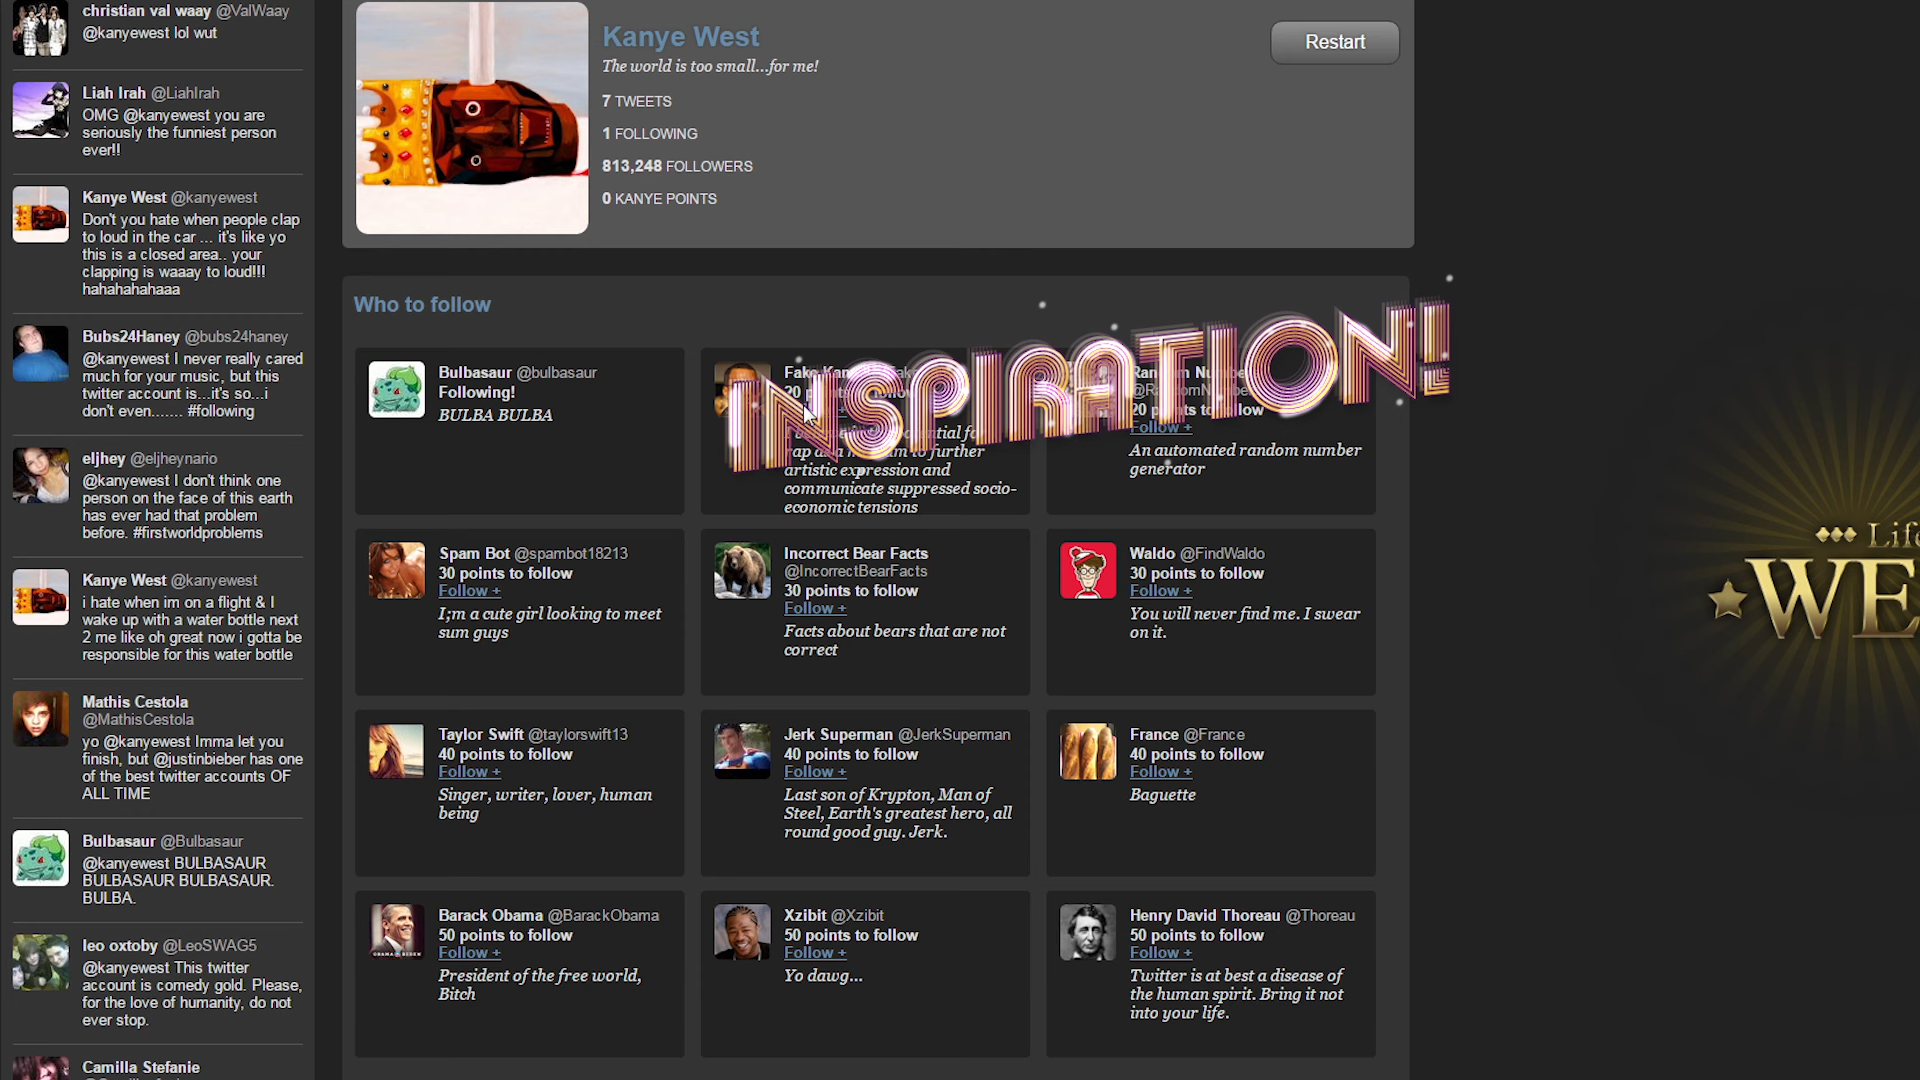 christian val waay @ValWaay
@kanyewest lol wut
Liah Irah @LiahIrah
OMG @kanyewest you are
seriously the funniest person
ever!!
Kanye West @kanyewest
Don't you hate when people clap
to loud in the car ... it's like yo
this is a closed area.. your
clapping is waaay to loud!!!
hahahahahaaa
Bubs24Haney @bubs24haney
@kanyewest I never really cared
much for your music, but this
twitter account is...it's so...i
don't even....... #following
eljhey @eljheynario
@kanyewest I don't think one
person on the face of this earth
has ever had that problem
before. #firstworldproblems
Kanye West @kanyewest
i hate when im on a flight & I
wake up with a water bottle next
2 me like oh great now i gotta be
responsible for this water bottle
Mathis Cestola
@MathisCestola
yo @kanyewest Imma let you
finish, but @justinbieber has one
of the best twitter accounts OF
ALL TIME
Bulbasaur @Bulbasaur
@kanyewest BULBASAUR
BULBASAUR BULBASAUR.
BULBA.
leo oxtoby @LeoSWAG5
@kanyewest This twitter
account is comedy gold. Please,
for the love of humanity, do not
ever stop.
Camilla Stefanie
Kanye West
The world is too small...for me!
7 TWEETS
1 FOLLOWING
813,248 FOLLOWERS
0 KANYE POINTS
Restart
Who to follow
INSPIRATION!
Bulbasaur @bulbasaur
Following!
BULBA BULBA
Fake
20
rap to further
artistic expression and
communicate suppressed socio-
economic tensions
Random
20 points to follow
Follow +
An automated random number
generator
Spam Bot @spambot18213
30 points to follow
Follow +
I;m a cute girl looking to meet
sum guys
Incorrect Bear Facts
@IncorrectBearFacts
30 points to follow
Follow +
Facts about bears that are not
correct
Waldo @FindWaldo
30 points to follow
Follow +
You will never find me. I swear
on it.
Taylor Swift @taylorswift13
40 points to follow
Follow +
Singer, writer, lover, human
being
Jerk Superman @JerkSuperman
40 points to follow
Follow +
Last son of Krypton, Man of
Steel, Earth's greatest hero, all
round good guy. Jerk.
France @France
40 points to follow
Follow +
Baguette
Barack Obama @BarackObama
50 points to follow
Follow +
President of the free world,
Bitch
Xzibit @Xzibit
50 points to follow
Follow +
Yo dawg...
Henry David Thoreau @Thoreau
50 points to follow
Follow +
Twitter is at best a disease of
the human spirit. Bring it not
into your life.
Life
WE